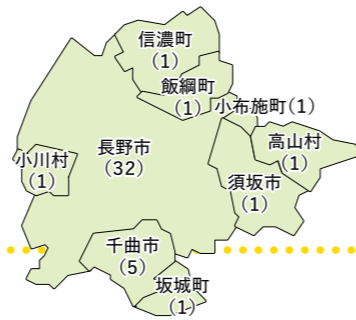 信濃町
(1)
飯綱町
(1)
小布施町(1)
高山村
(1)
長野市
(32)
小川村
(1)
須坂市
(1)
千曲市
(5)
坂城町
(1)